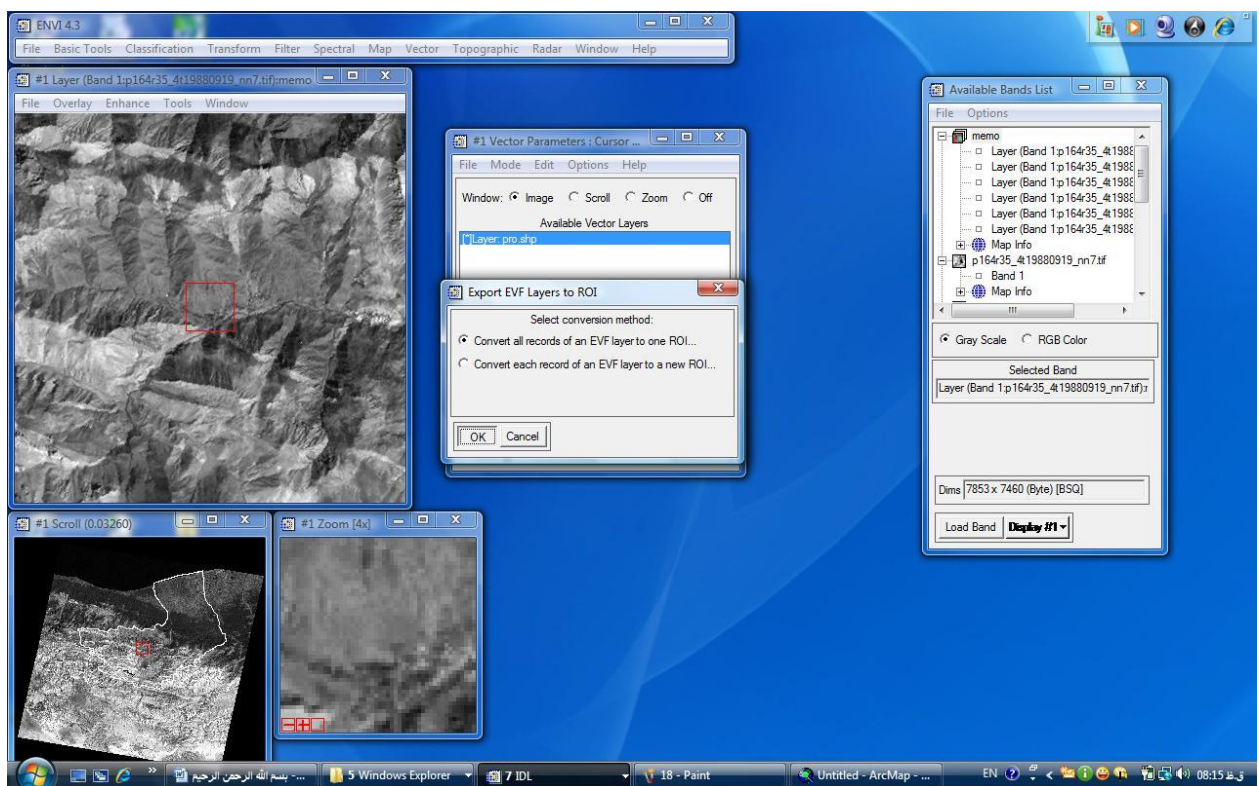 ENVI 4.3
File Basic Tools Classification Transform Filter Spectral Map Vector Topographic Radar Window Help
#1 Layer (Band 1:p164r35_4t19880919_nn7.tif):memo
File Overlay Enhance Tools Window
#1 Vector Parameters : Cursor ...
File Mode Edit Options Help
Window: Image Scroll Zoom Off
Available Vector Layers
[*]Layer: pro.shp
Export EVF Layers to ROI
Select conversion method:
Convert all records of an EVF layer to one ROI...
Convert each record of an EVF layer to a new ROI...
OK Cancel
Available Bands List
File Options
memo
Layer (Band 1:p164r35_4t1988
Layer (Band 1:p164r35_4t1988
Layer (Band 1:p164r35_4t1988
Layer (Band 1:p164r35_4t1988
Layer (Band 1:p164r35_4t1988
Layer (Band 1:p164r35_4t1988
Map Info
p164r35_4t19880919_nn7.tif
Band 1
Map Info
Gray Scale RGB Color
Selected Band
Layer (Band 1:p164r35_4t19880919_nn7.tif):r
Dims 7853 x 7460 (Byte) [BSQ]
Load Band Display #1
#1 Scroll (0.03260)
#1 Zoom [4x]
بسم الله الرحمن الرحيم -...
5 Windows Explorer
7 IDL
18 - Paint
Untitled - ArcMap - ...
EN
08:15 ق.ظ